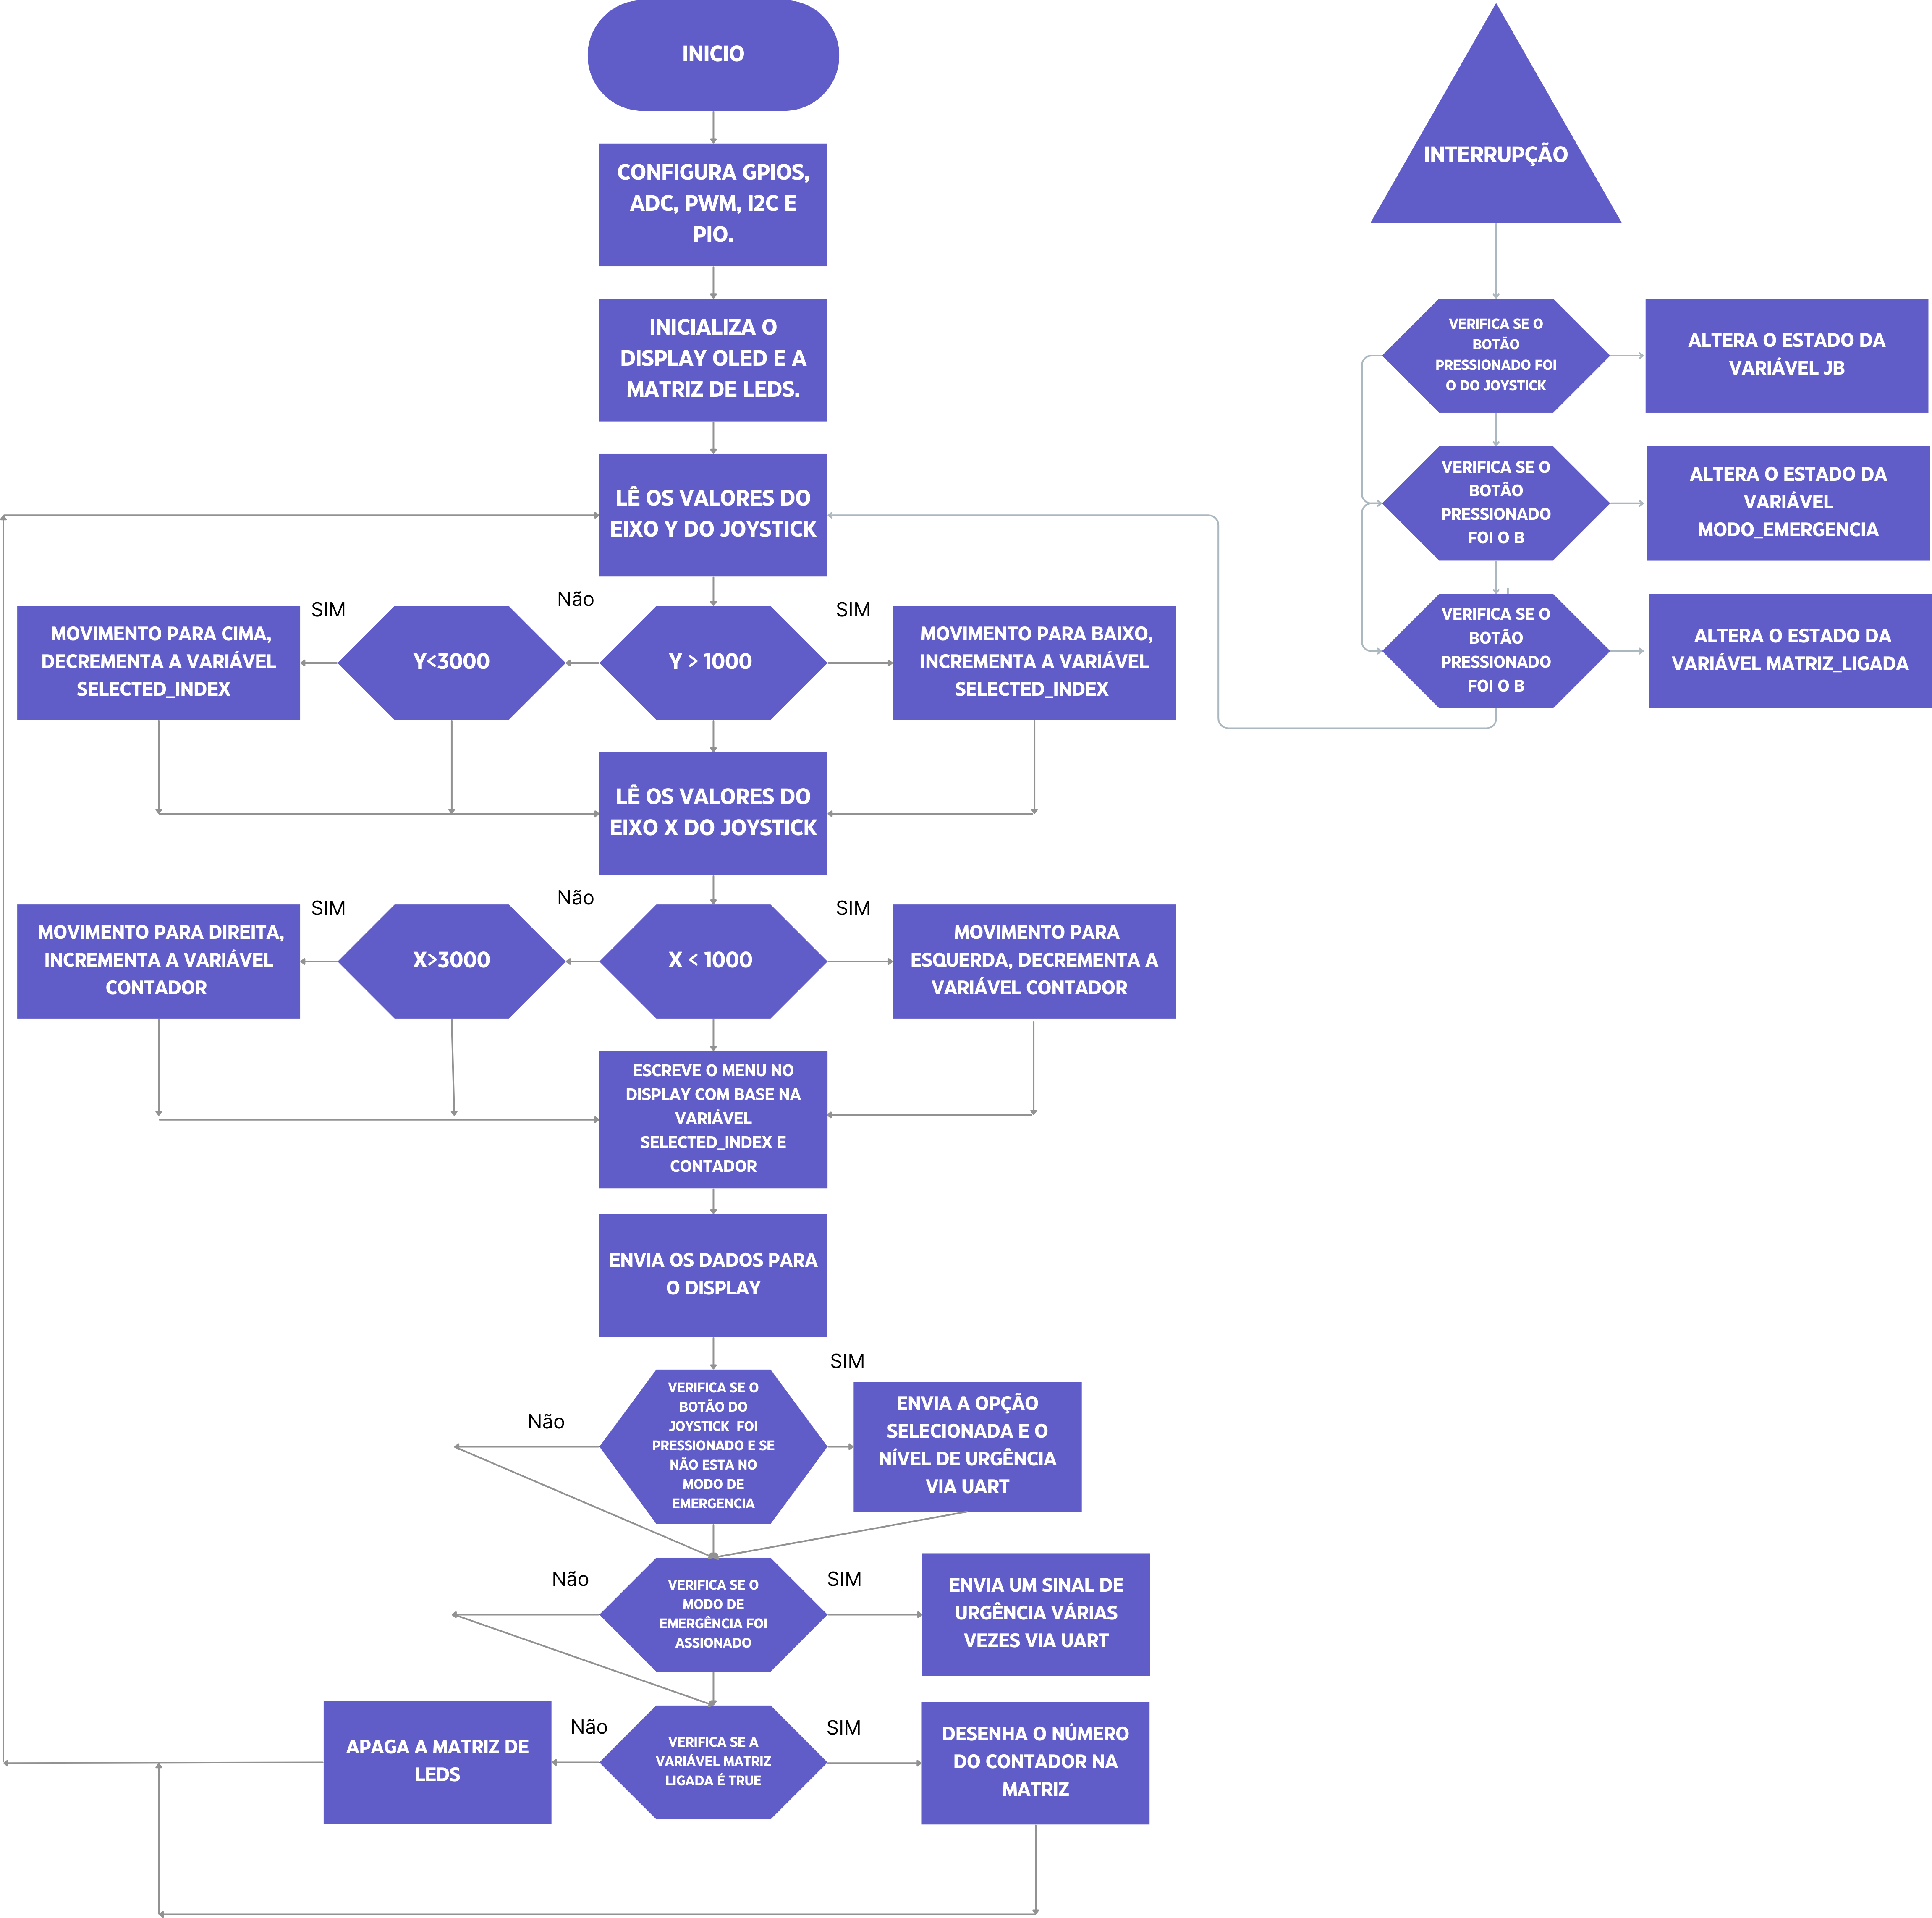 INICIO
CONFIGURA GPIOS,
ADC, PWM, I2C E
PIO.
INICIALIZA O
DISPLAY OLED E A
MATRIZ DE LEDS.
LÊ OS VALORES DO
EIXO Y DO JOYSTICK
SIM
Não
SIM
MOVIMENTO PARA CIMA,
DECREMENTA A VARIÁVEL
SELECTED_INDEX
Y<3000
Y > 1000
MOVIMENTO PARA BAIXO,
INCREMENTA A VARIÁVEL
SELECTED_INDEX
LÊ OS VALORES DO
EIXO X DO JOYSTICK
SIM
Não
SIM
MOVIMENTO PARA DIREITA,
INCREMENTA A VARIÁVEL
CONTADOR
X>3000
X < 1000
MOVIMENTO PARA
ESQUERDA, DECREMENTA A
VARIÁVEL CONTADOR
ESCREVE O MENU NO
DISPLAY COM BASE NA
VARIÁVEL
SELECTED_INDEX E
CONTADOR
ENVIA OS DADOS PARA
O DISPLAY
SIM
Não
VERIFICA SE O
BOTÃO DO
JOYSTICK FOI
PRESSIONADO E SE
NÃO ESTA NO
MODO DE
EMERGENCIA
ENVIA A OPÇÃO
SELECIONADA E O
NÍVEL DE URGÊNCIA
VIA UART
Não
SIM
VERIFICA SE O
MODO DE
EMERGÊNCIA FOI
ASSIONADO
ENVIA UM SINAL DE
URGÊNCIA VÁRIAS
VEZES VIA UART
Não
SIM
APAGA A MATRIZ DE
LEDS
VERIFICA SE A
VARIÁVEL MATRIZ
LIGADA É TRUE
DESENHA O NÚMERO
DO CONTADOR NA
MATRIZ
INTERRUPÇÃO
VERIFICA SE O
BOTÃO
PRESSIONADO FOI
O DO JOYSTICK
ALTERA O ESTADO DA
VARIÁVEL JB
VERIFICA SE O
BOTÃO
PRESSIONADO
FOI O B
ALTERA O ESTADO DA
VARIÁVEL
MODO_EMERGENCIA
VERIFICA SE O
BOTÃO
PRESSIONADO
FOI O B
ALTERA O ESTADO DA
VARIÁVEL MATRIZ_LIGADA